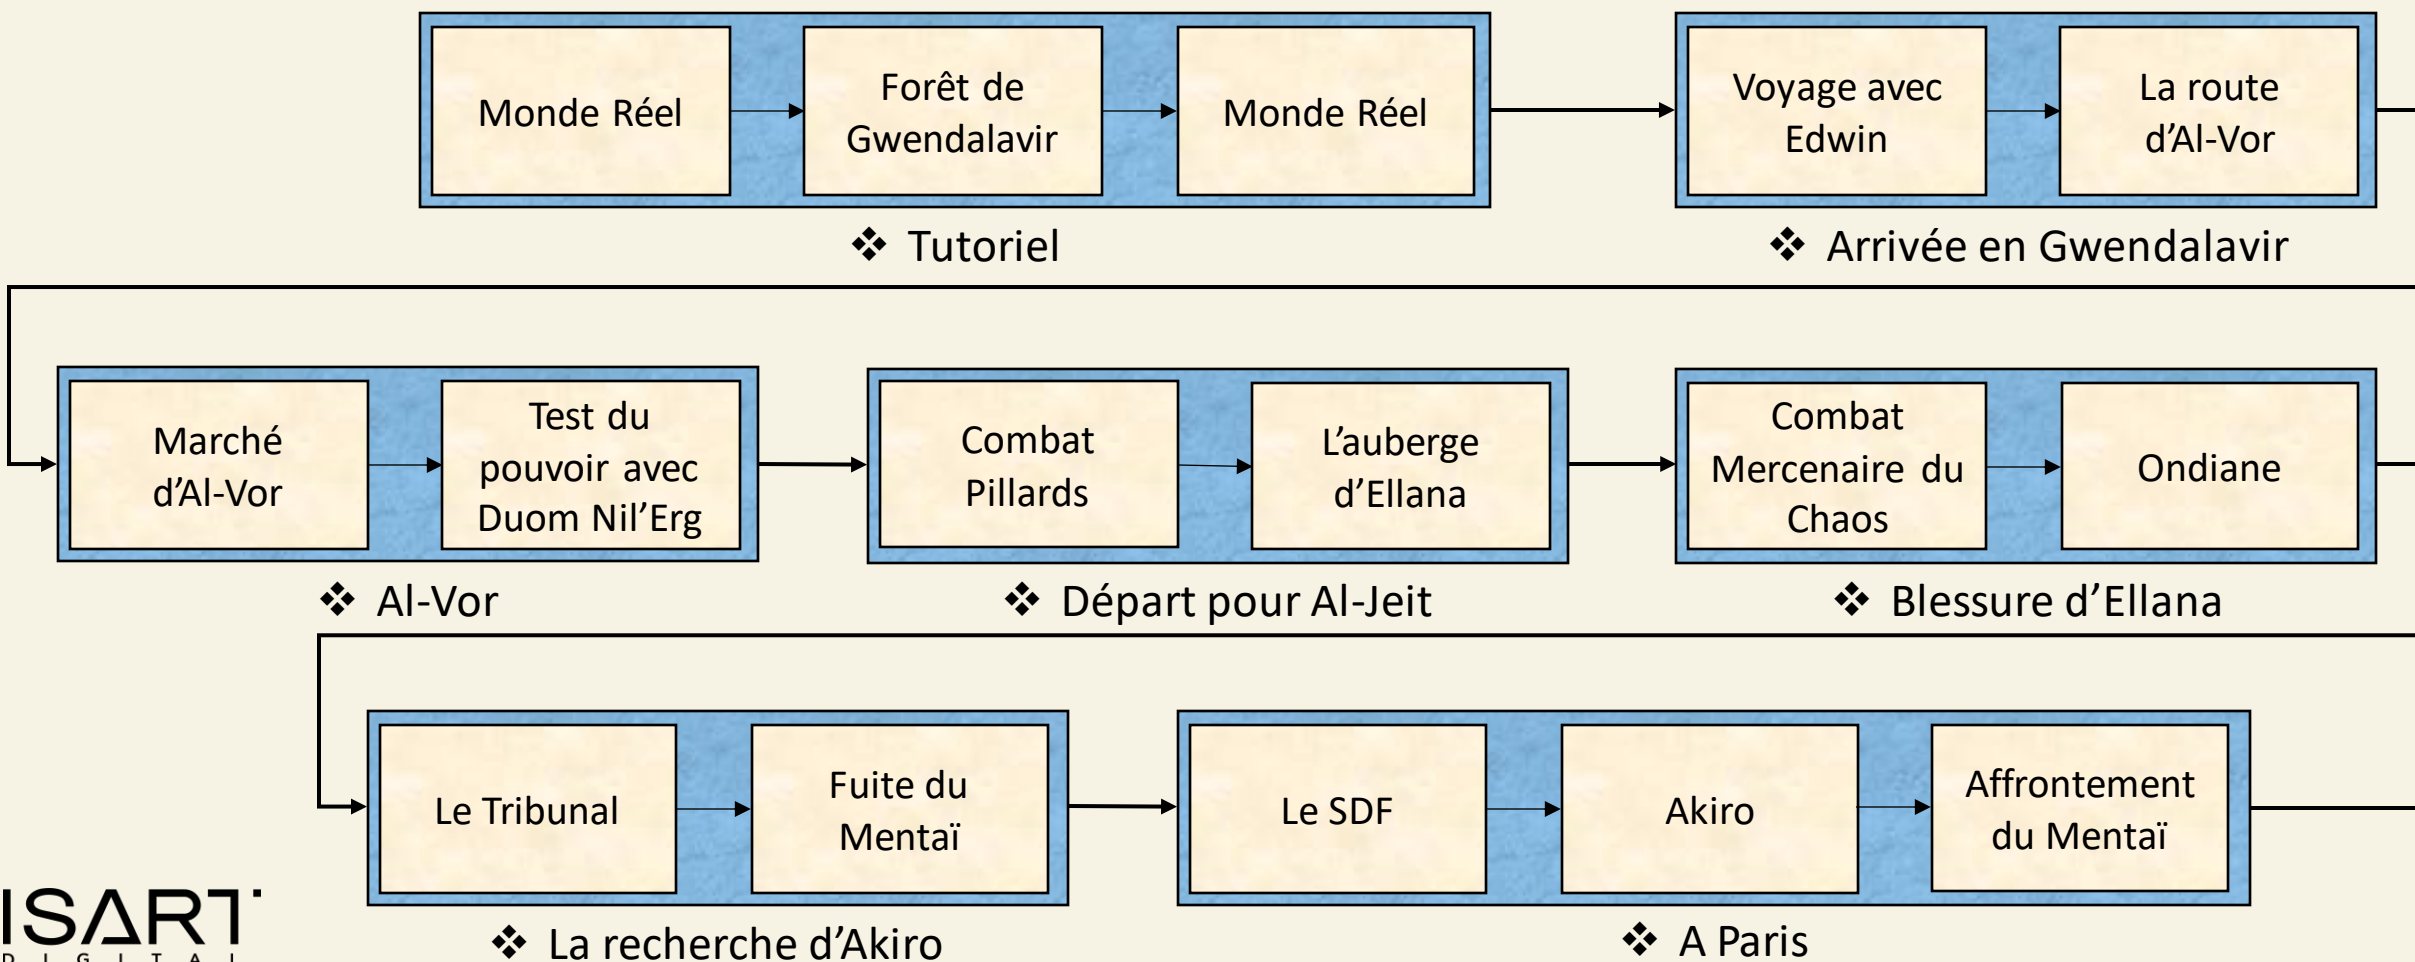 Monde Réel
Forêt de
Gwendalavir
Monde Réel
❖ Tutoriel
Voyage avec
Edwin
La route
d'Al-Vor
❖ Arrivée en Gwendalavir
Marché
d'Al-Vor
Test du
pouvoir avec
Duom Nil'Erg
❖ Al-Vor
Combat
Pillards
L'auberge
d'Ellana
❖ Départ pour Al-Jeit
Combat
Mercenaire du
Chaos
Ondiane
❖ Blessure d'Ellana
Le Tribunal
Fuite du
Mentaï
❖ La recherche d'Akiro
Le SDF
Akiro
Affrontement
du Mentaï
❖ A Paris
ISART
DIGITAL